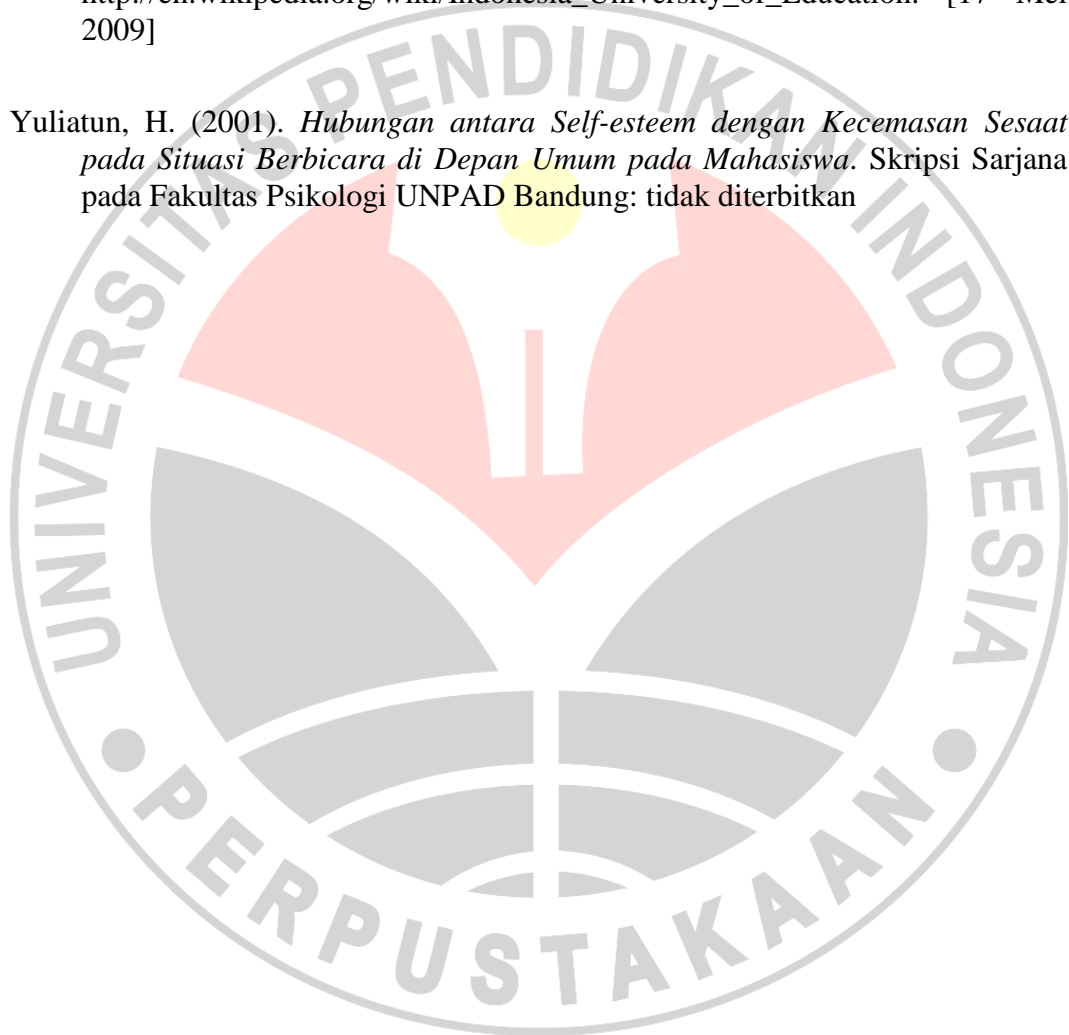 http://en.wikipedia.org/wiki/Indonesia_University_of_Education. [17 Mei
2009]
Yuliatun, H. (2001). Hubungan antara Self-esteem dengan Kecemasan Sesaat
pada Situasi Berbicara di Depan Umum pada Mahasiswa. Skripsi Sarjana
pada Fakultas Psikologi UNPAD Bandung: tidak diterbitkan
UNIVERSITAS PENDIDIKAN INDONESIA
PERPUSTAKAAN